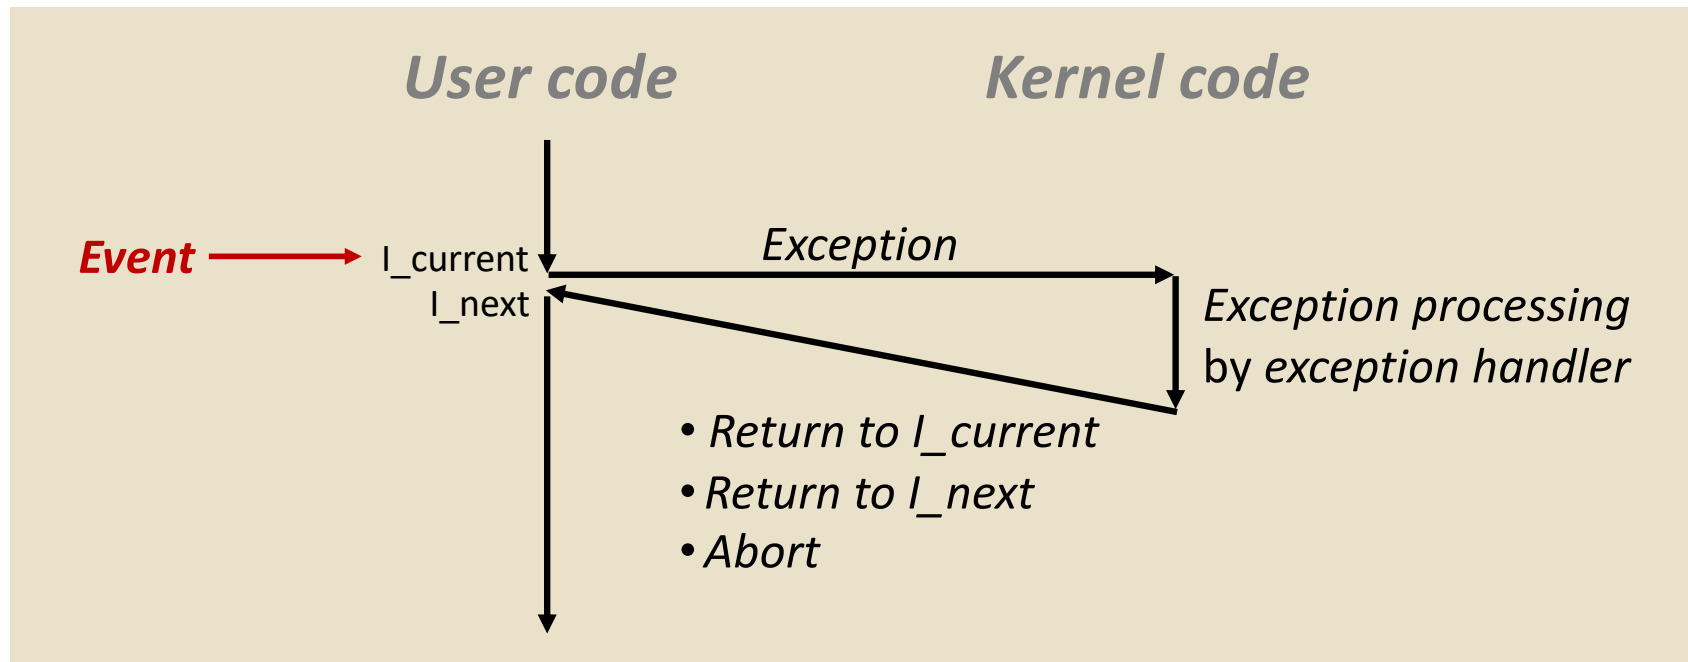 User code
Kernel code
Event
I_current
Exception
I_next
Exception processing
by exception handler
• Return to I_current
• Return to I_next
• Abort